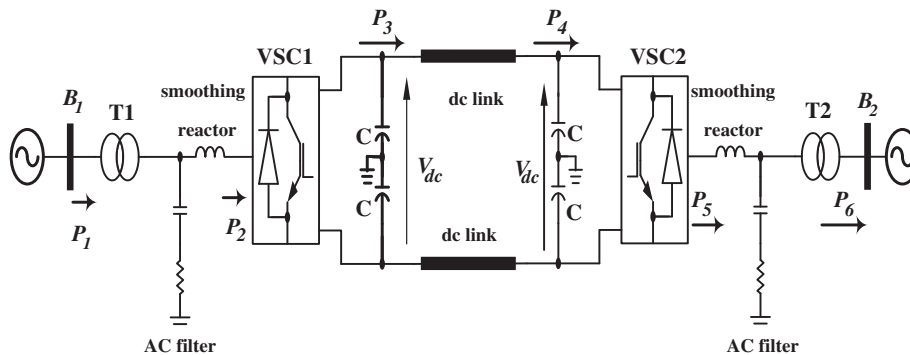 P3
P4
VSC1
VSC2
B1
T1
smoothing
reactor
dc link
C
C
Vdc
C
C
Vdc
smoothing
reactor
T2
B2
P1
P2
dc link
P5
P6
AC filter
AC filter